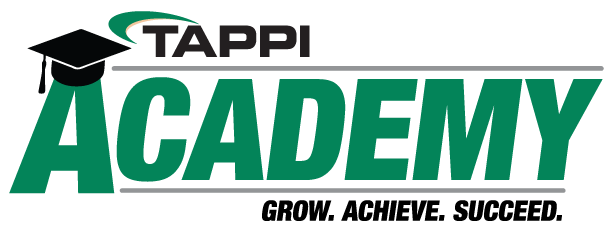 TAPPI
ACADEMY
GROW. ACHIEVE. SUCCEED.